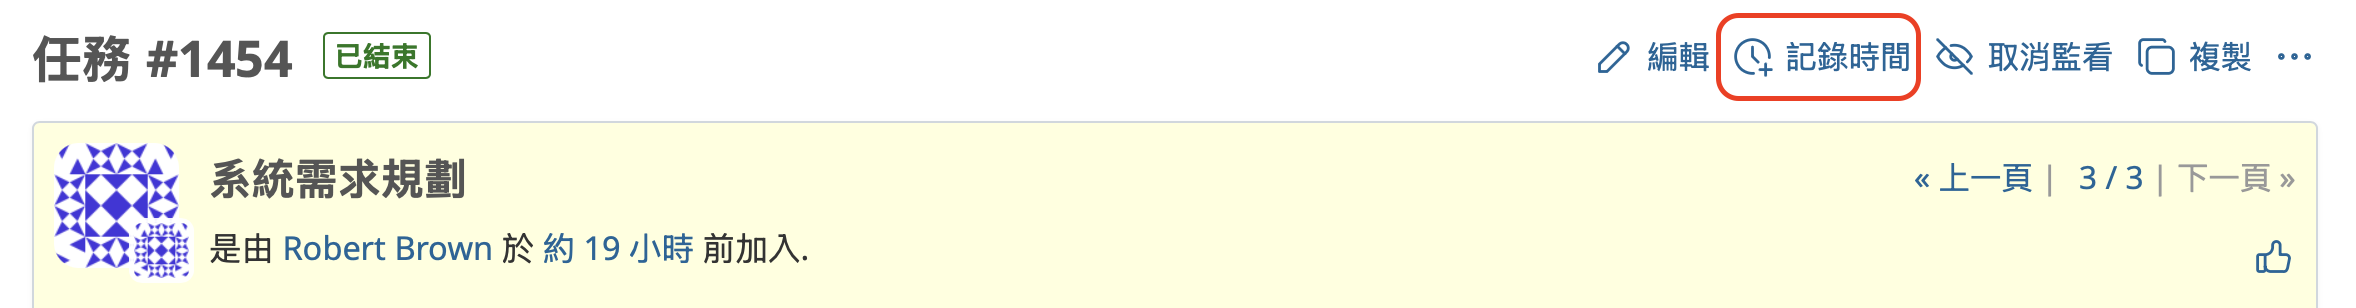 任務 #1454 已結束 編輯 記錄時間 取消監看 複製 •••
系統需求規劃 « 上一頁 | 3 / 3 | 下一頁 »
是由 Robert Brown 於 約 19 小時 前加入.